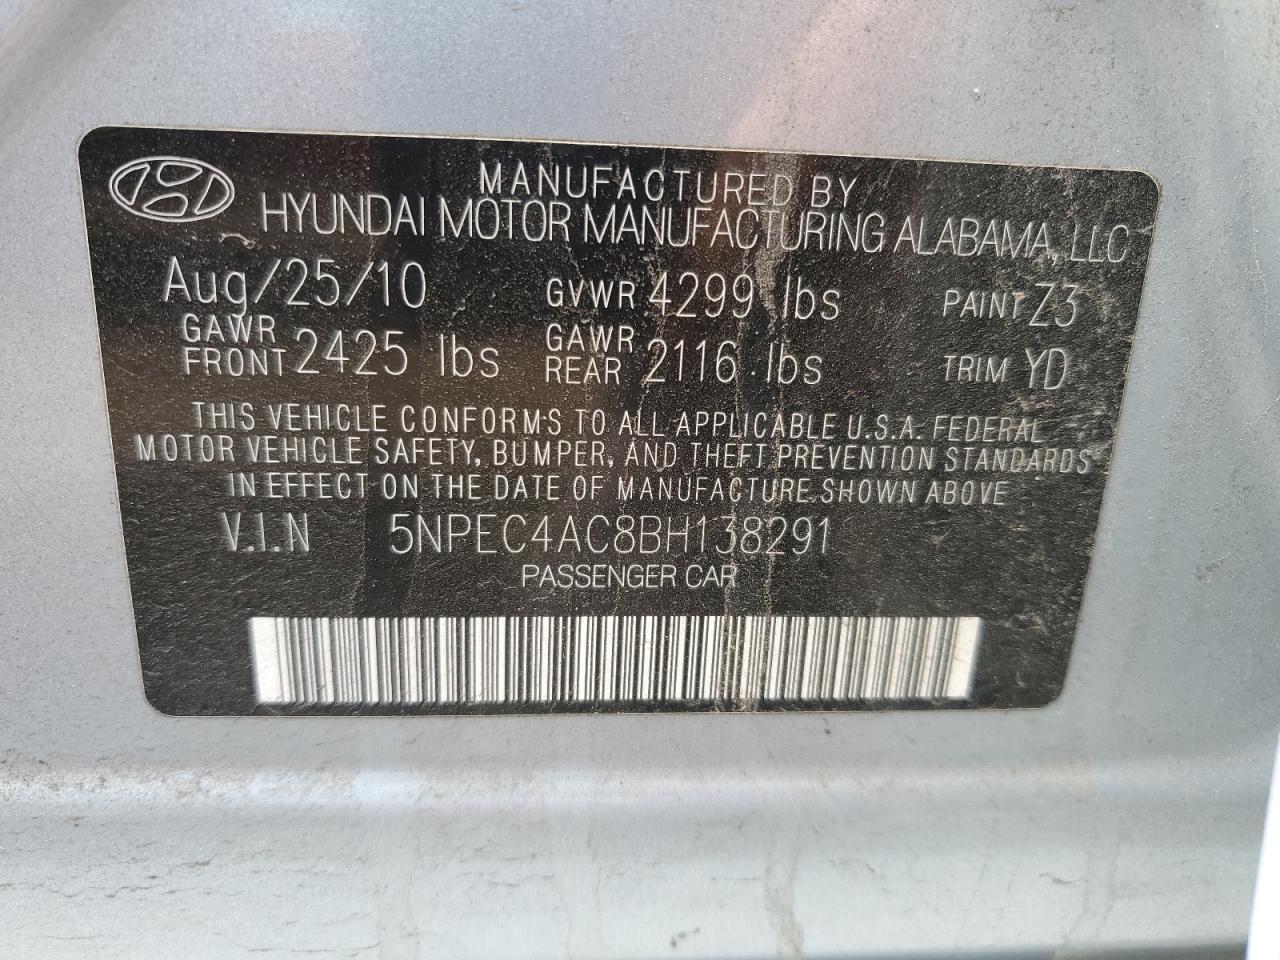 MANUFACTURED BY
HYUNDAI MOTOR MANUFACTURING ALABAMA, LLC
Aug/25/10 GVWR 4299 lbs PAINT Z3
GAWR FRONT 2425 lbs GAWR REAR 2116 lbs TRIM YD
THIS VEHICLE CONFORMS TO ALL APPLICABLE U.S.A. FEDERAL
MOTOR VEHICLE SAFETY, BUMPER, AND THEFT PREVENTION STANDARDS
IN EFFECT ON THE DATE OF MANUFACTURE SHOWN ABOVE
V.I.N 5NPEC4AC8BH138291
PASSENGER CAR